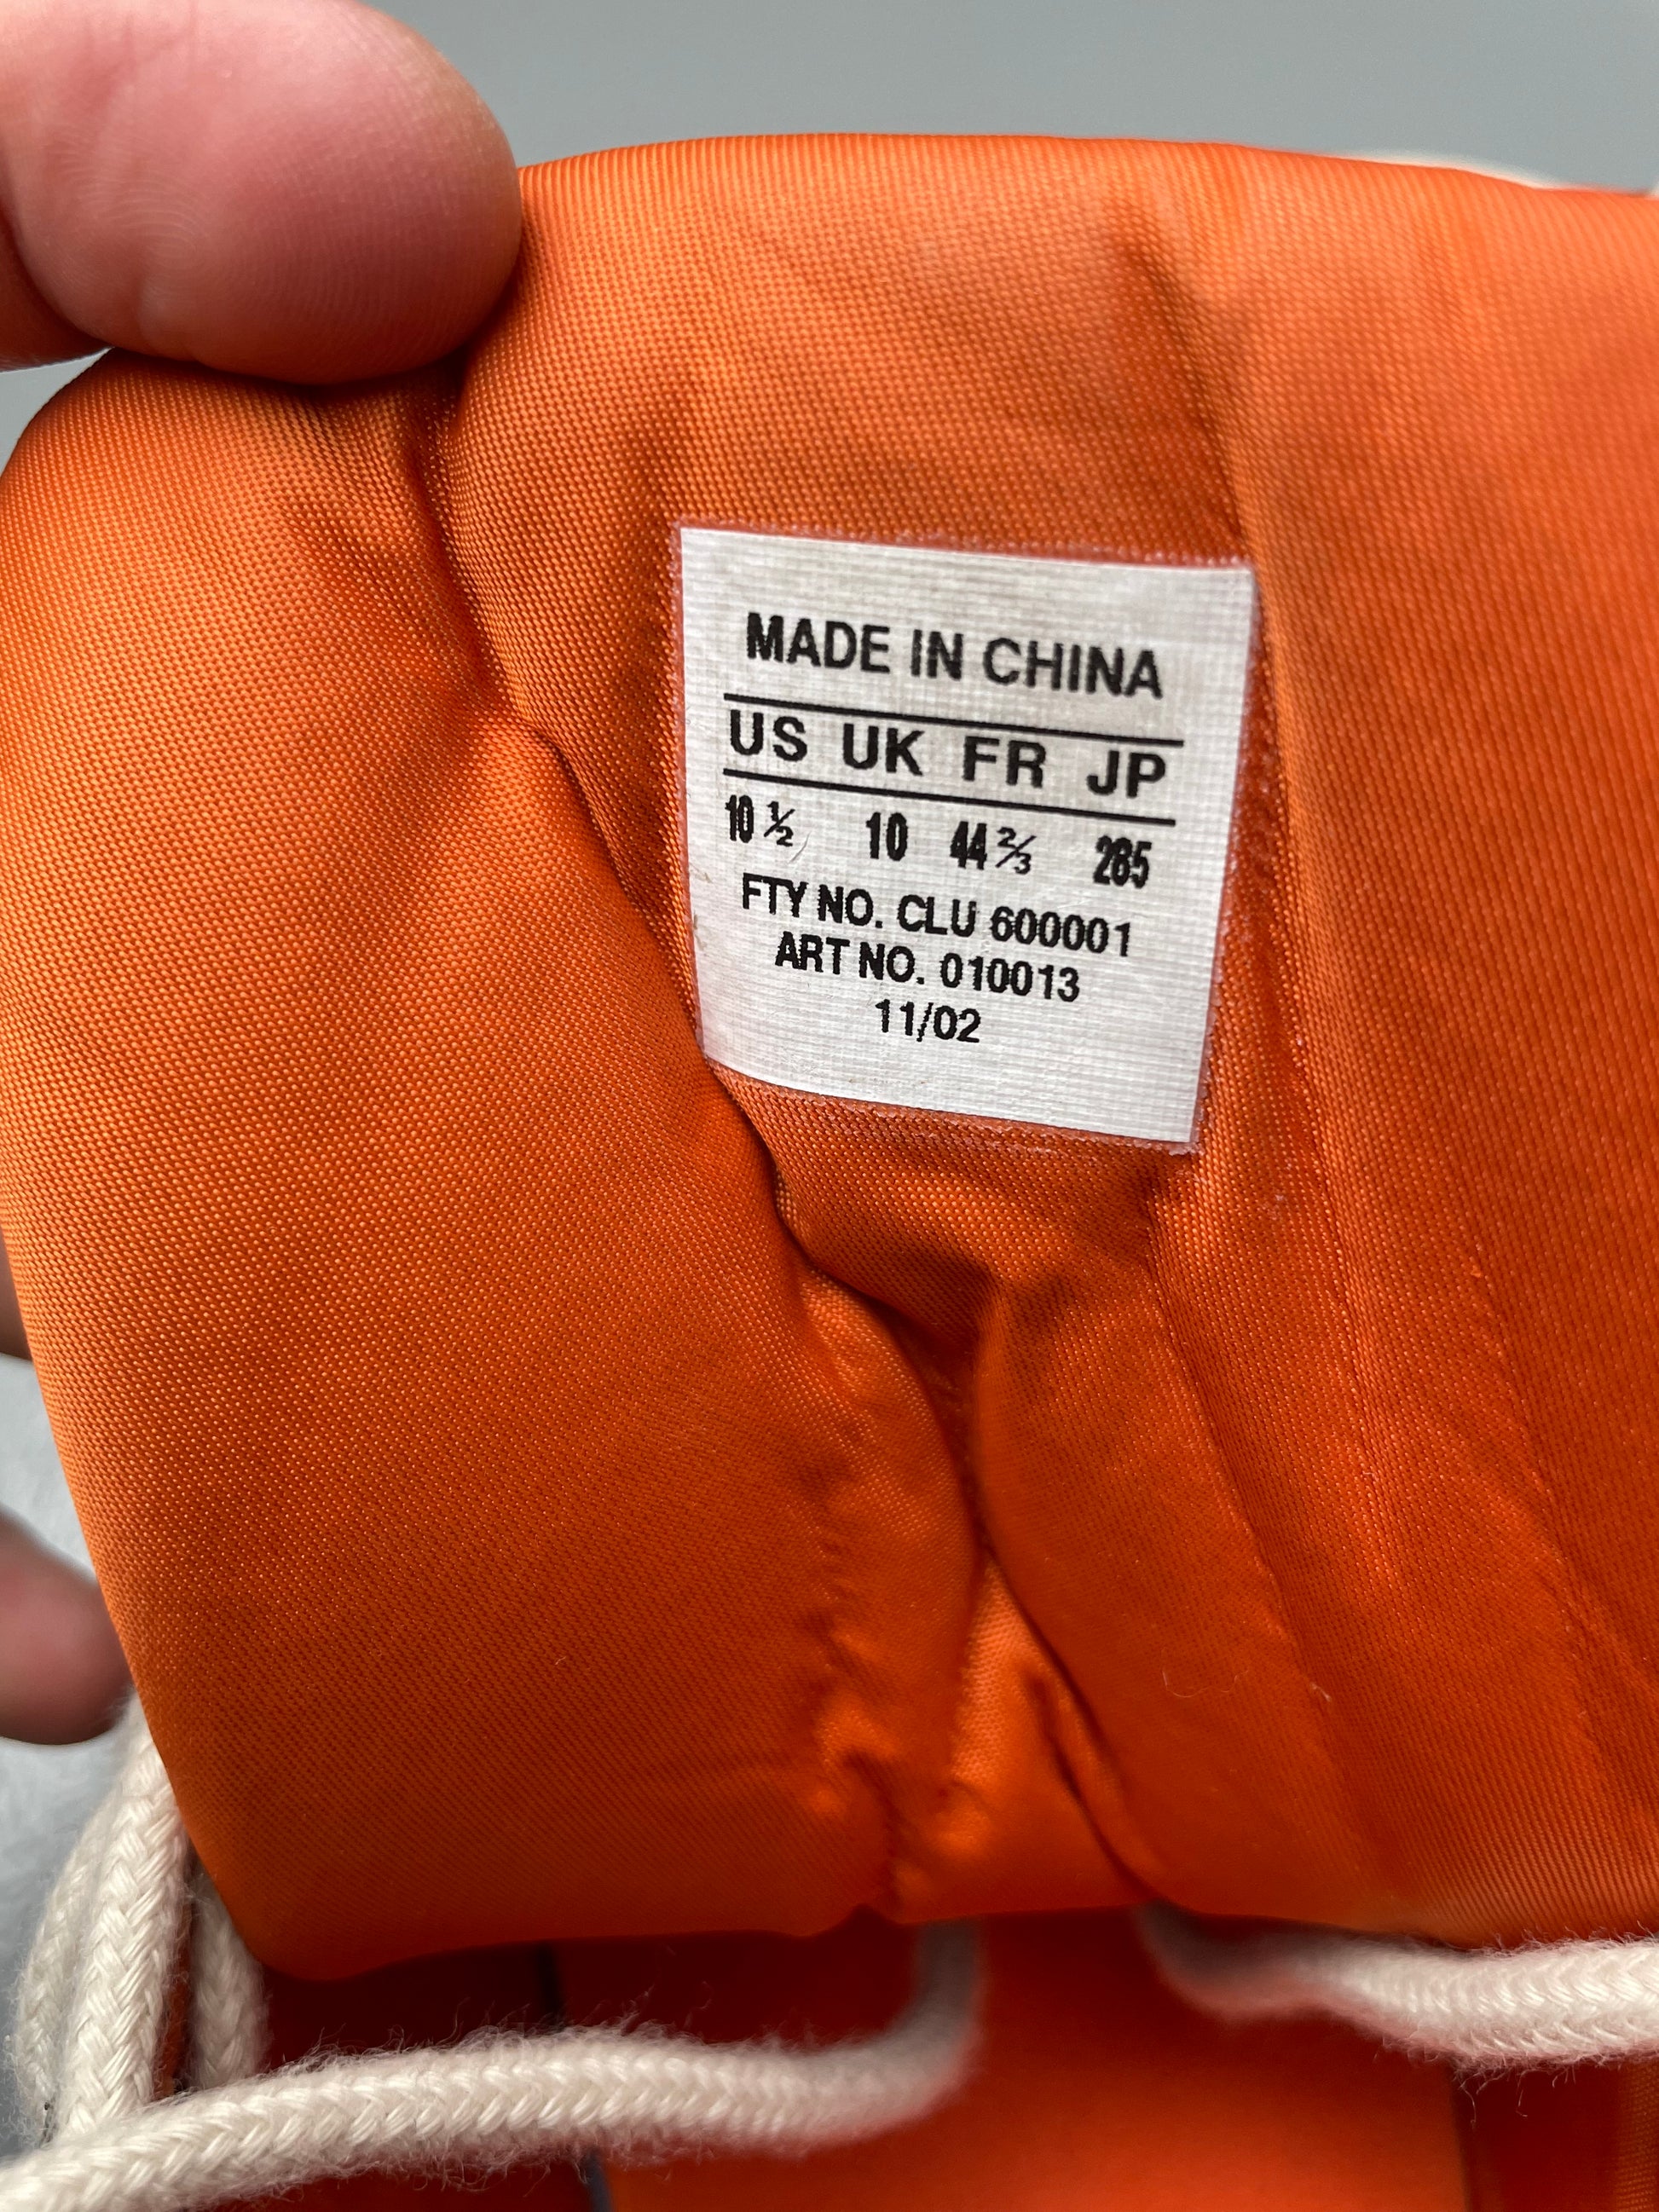 MADE IN CHINA
US UK FR JP
10 ½ 10 44 ⅔ 285
FTY NO. CLU 600001
ART NO. 010013
11/02